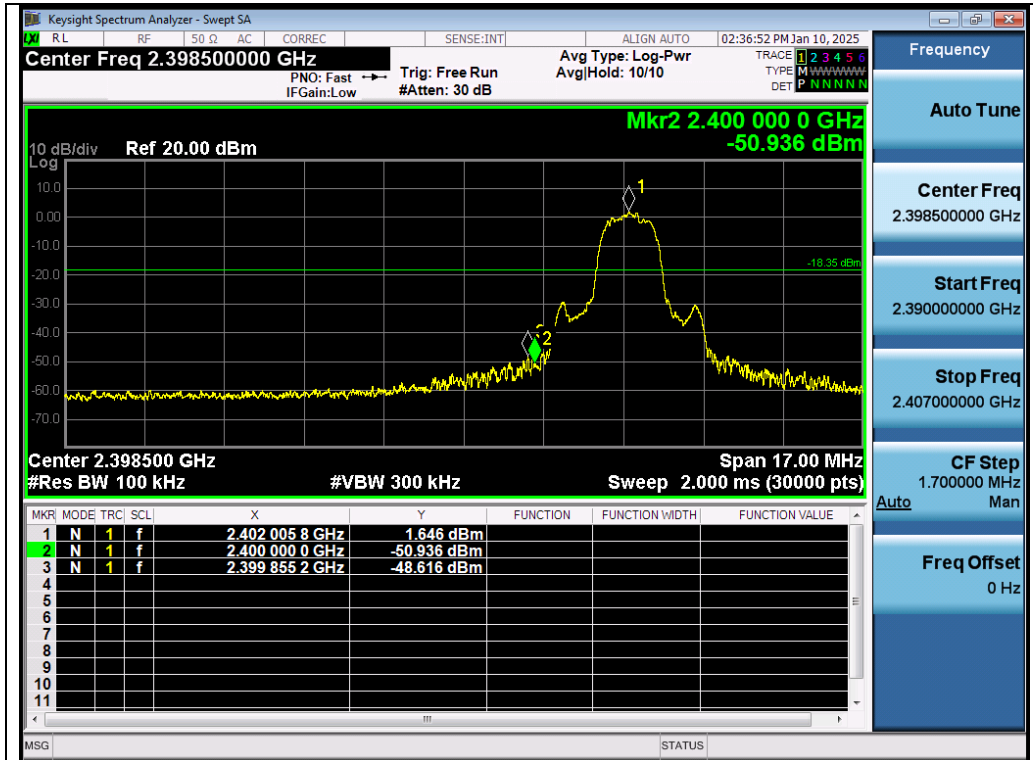 Keysight Spectrum Analyzer - Swept SA
LXI RL RF 50 Ω AC CORREC SENSE:INT ALIGN AUTO 02:36:52 PM Jan 10, 2025
Center Freq 2.398500000 GHz
PNO: Fast
IFGain:Low
Trig: Free Run
#Atten: 30 dB
Avg Type: Log-Pwr
Avg|Hold: 10/10
TRACE 1 2 3 4 5 6
TYPE M WWWWW
DET P N N N N N
Mkr2 2.400 000 0 GHz
-50.936 dBm
10 dB/div Ref 20.00 dBm
Log
10.0
0.00
-10.0
-20.0
-30.0
-40.0
-50.0
-60.0
-70.0
1
-18.35 dBm
2
Center 2.398500 GHz Span 17.00 MHz
#Res BW 100 kHz #VBW 300 kHz Sweep 2.000 ms (30000 pts)
MKR MODE TRC SCL X Y FUNCTION FUNCTION WIDTH FUNCTION VALUE
1 N 1 f 2.402 005 8 GHz 1.646 dBm
2 N 1 f 2.400 000 0 GHz -50.936 dBm
3 N 1 f 2.399 855 2 GHz -48.616 dBm
4
5
6
7
8
9
10
11
MSG STATUS
Frequency
Auto Tune
Center Freq
2.398500000 GHz
Start Freq
2.390000000 GHz
Stop Freq
2.407000000 GHz
CF Step
1.700000 MHz
Auto Man
Freq Offset
0 Hz